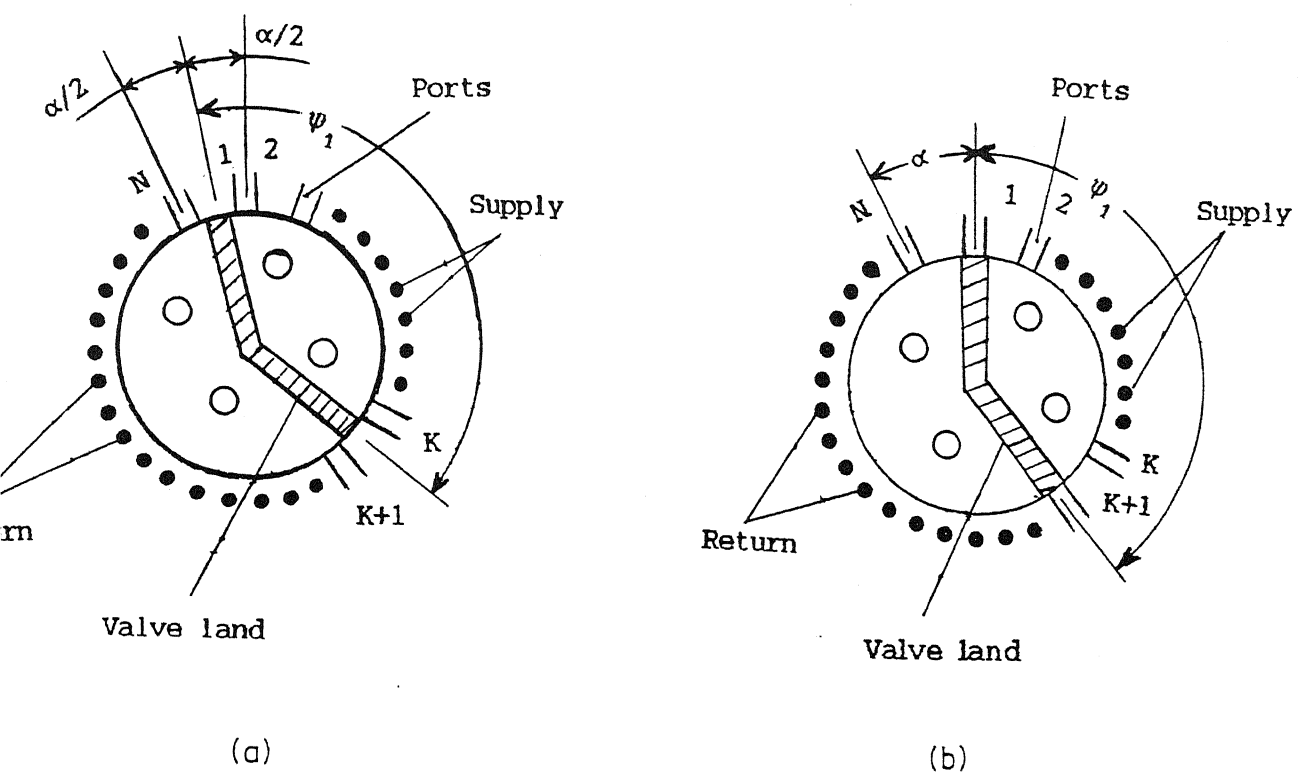 α/2
α/2
Ports
ψ1
1
2
N
Supply
K
K+1
rn
Valve land
(a)
Ports
α
ψ1
1
2
N
Supply
K
K+1
Return
Valve land
(b)